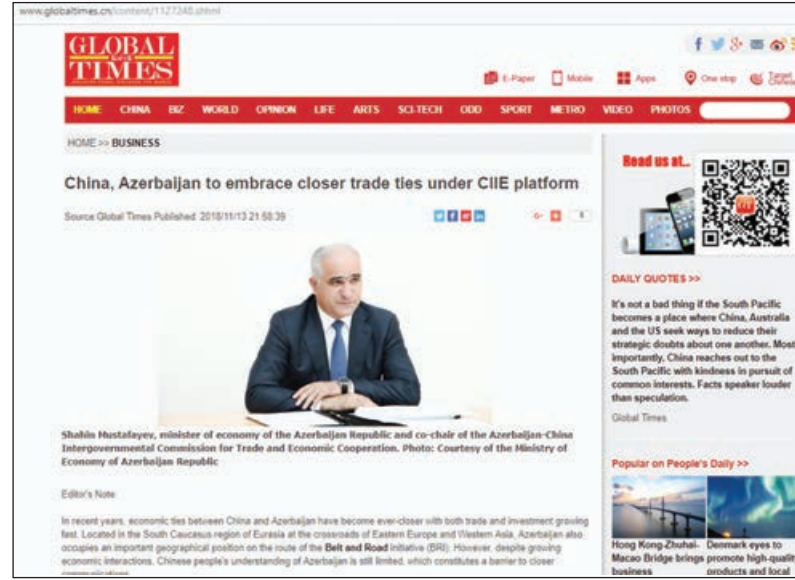 www.globaltimes.cn/content/1127240.shtml
GLOBAL
TIMES
E-Paper
Mobile
Apps
One stop
Target
Chinese
HOME CHINA BIZ WORLD OPINION LIFE ARTS SCI-TECH ODD SPORT METRO VIDEO PHOTOS
HOME >> BUSINESS
China, Azerbaijan to embrace closer trade ties under CIIE platform
Source: Global Times Published: 2018/11/13 21:58:39
Shahin Mustafayev, minister of economy of the Azerbaijan Republic and co-chair of the Azerbaijan-China
Intergovernmental Commission for Trade and Economic Cooperation. Photo: Courtesy of the Ministry of
Economy of Azerbaijan Republic
Editor's Note
In recent years, economic ties between China and Azerbaijan have become ever-closer with both trade and investment growing
fast. Located in the South Caucasus region of Eurasia at the crossroads of Eastern Europe and Western Asia, Azerbaijan also
occupies an important geographical position on the route of the Belt and Road initiative (BRI). However, despite growing
economic interactions, Chinese people's understanding of Azerbaijan is still limited, which constitutes a barrier to closer
communications
Read us at...
DAILY QUOTES >>
It's not a bad thing if the South Pacific
becomes a place where China, Australia
and the US seek ways to reduce their
strategic doubts about one another. Most
importantly, China reaches out to the
South Pacific with kindness in pursuit of
common interests. Facts speaker louder
than speculation.
Global Times
Popular on People's Daily >>
Hong Kong-Zhuhai-
Macao Bridge brings
business
Denmark eyes to
promote high-quality
products and local